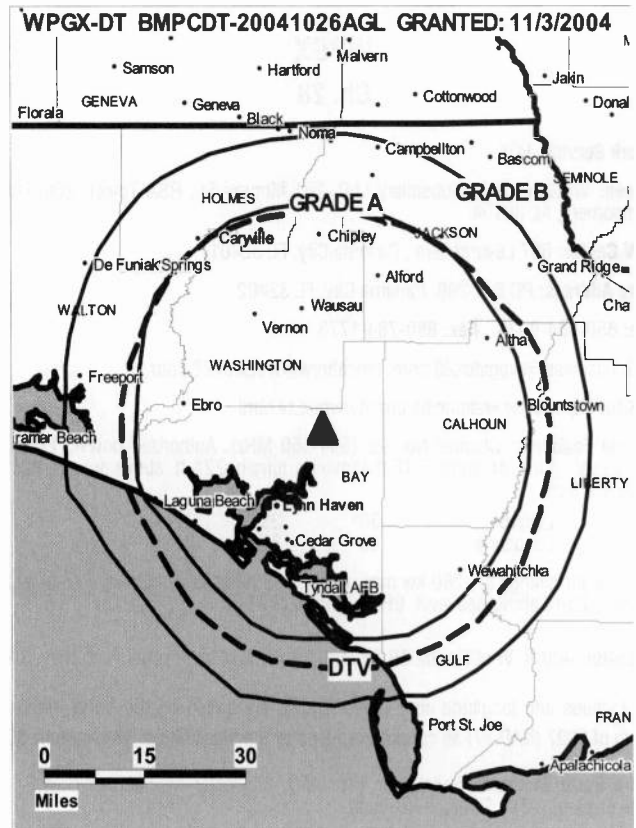 WPGX-DT BMPCDT-20041026AGL GRANTED: 11/3/2004
Malvern
Samson
Hartford
Jakin
Florala
GENEVA
Geneva
Cottonwood
Donal
Black
Noma
Campbellton
Bascom
SEMINOLE
HOLMES
GRADE A
GRADE B
Caryville
Chipley
JACKSON
De Funiak Springs
Alford
Grand Ridge
Cha
WALTON
Wausau
Vernon
Altha
WASHINGTON
Freeport
Ebro
Blountstown
iramar Beach
CALHOUN
BAY
LIBERTY
Laguna Beach
Lynn Haven
Cedar Grove
Wewahitchka
Tyndall AFB
DTV
GULF
Port St. Joe
FRAN
0 15 30
Apalachicola
Miles